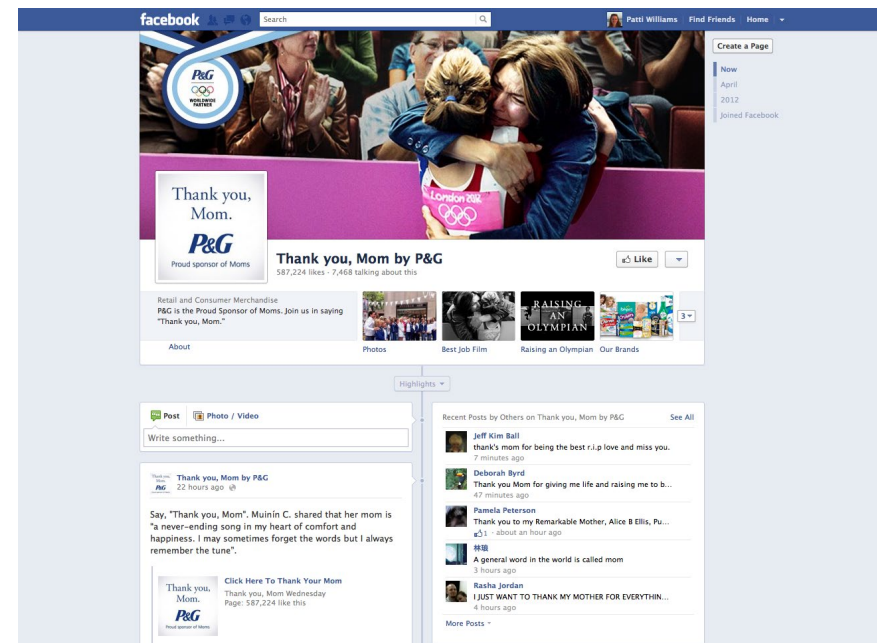 facebook
Search
Patti Williams
Find Friends
Home
Create a Page
Now
April
2012
Joined Facebook
P&G
WORLDWIDE
PARTNER
London 2012
Thank you,
Mom.
P&G
Proud sponsor of Moms
Thank you, Mom by P&G
587,224 likes · 7,468 talking about this
Like
Retail and Consumer Merchandise
P&G is the Proud Sponsor of Moms. Join us in saying
"Thank you, Mom."
About
RAISING
AN
OLYMPIAN
3
Photos
Best Job Film
Raising an Olympian
Our Brands
Highlights
Post
Photo / Video
Write something...
Thank you, Mom by P&G
22 hours ago
Say, "Thank you, Mom". Muinín C. shared that her mom is
"a never-ending song in my heart of comfort and
happiness. I may sometimes forget the words but I always
remember the tune".
Thank you,
Mom.
P&G
Proud sponsor of Moms
Click Here To Thank Your Mom
Thank you, Mom Wednesday
Page: 587,224 like this
Recent Posts by Others on Thank you, Mom by P&G
See All
Jeff Kim Ball
thank's mom for being the best r.i.p love and miss you.
7 minutes ago
Deborah Byrd
Thank you Mom for giving me life and raising me to b...
47 minutes ago
Pamela Peterson
Thank you to my Remarkable Mother, Alice B Ellis, Pu...
1 · about an hour ago
林琅
A general word in the world is called mom
3 hours ago
Rasha Jordan
I JUST WANT TO THANK MY MOTHER FOR EVERYTHIN...
4 hours ago
More Posts